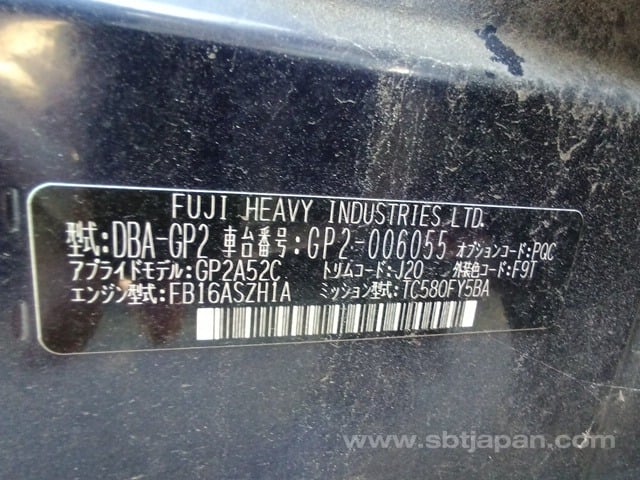 FUJI HEAVY INDUSTRIES LTD.
型式:DBA-GP2 車台番号:GP2-006055 オプションコード:PQC
アプライドモデル:GP2A52C トリムコード:J20 外装色コード:F9T
エンジン型式:FB16ASZH1A ミッション型式:TC580FY5BA
www.sbtjapan.com